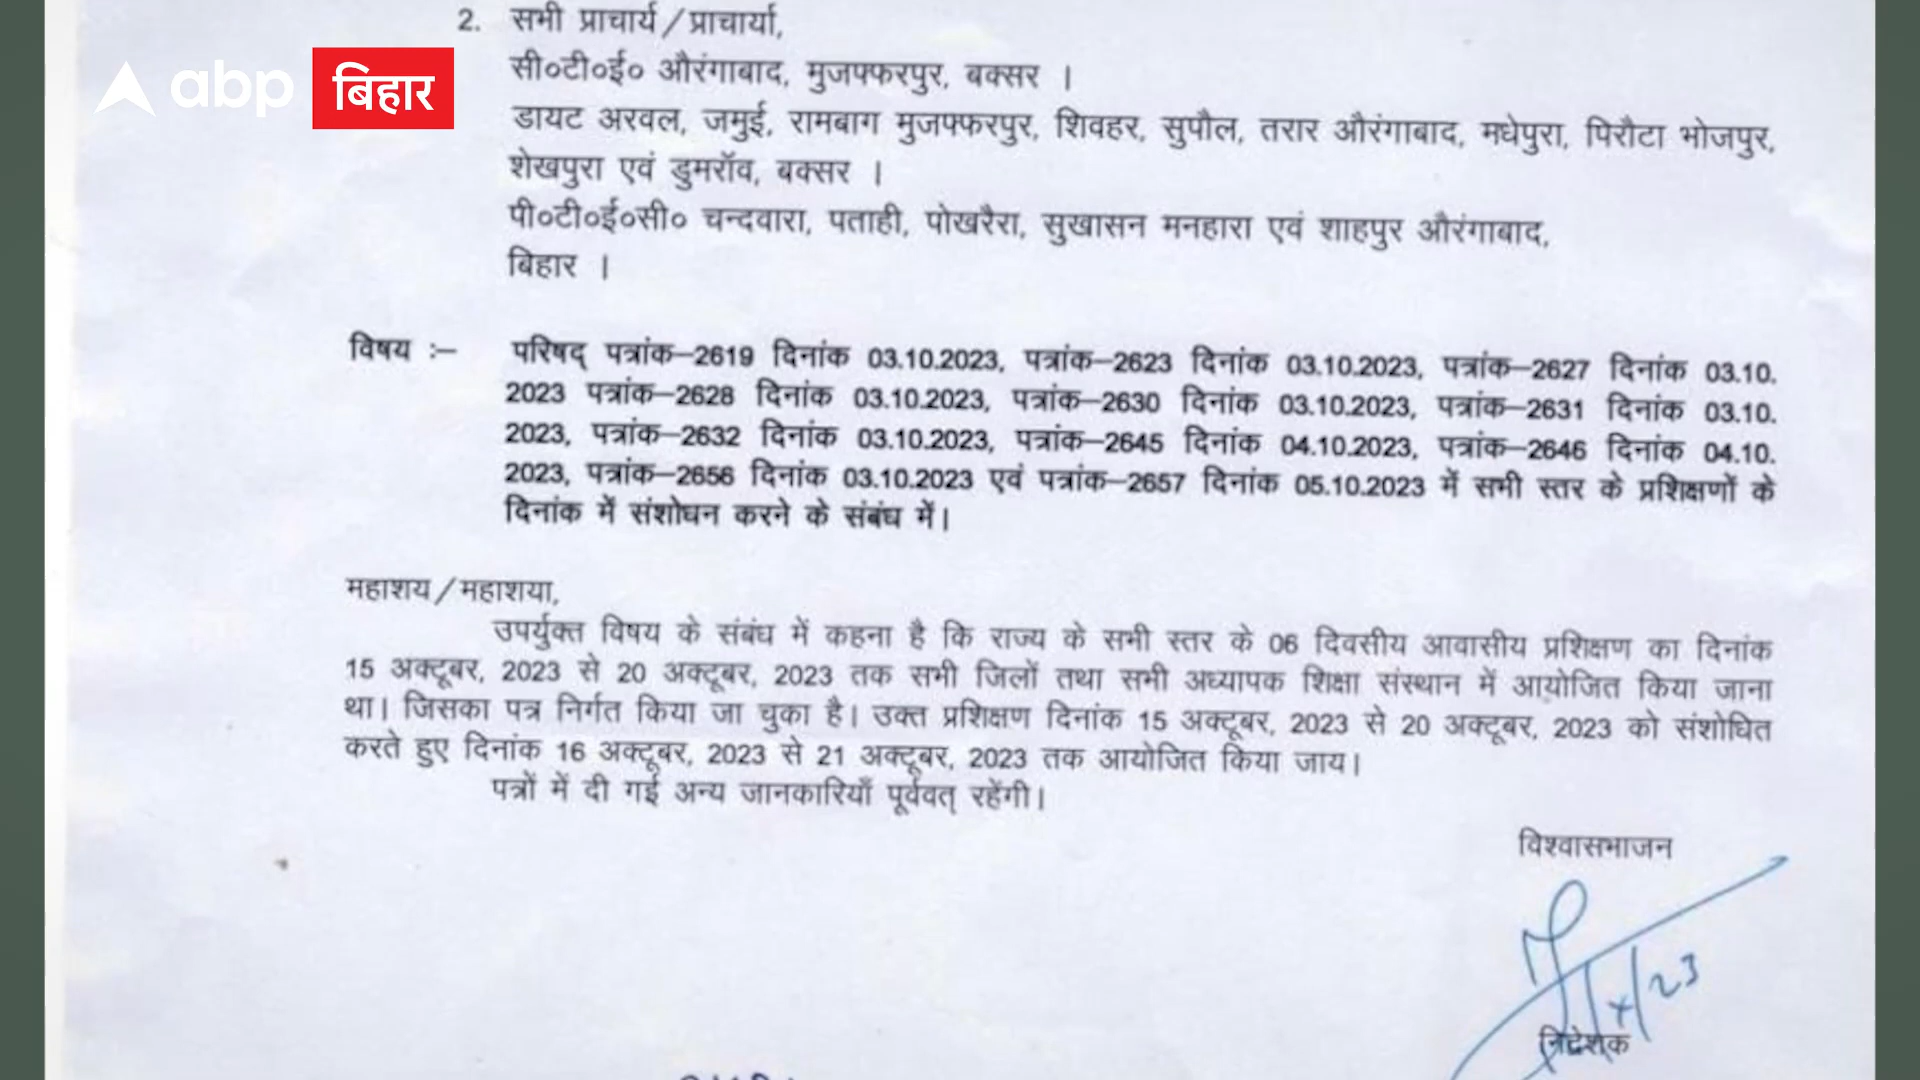 abp बिहार
2. सभी प्राचार्य/प्राचार्या,
सी०टी०ई० औरंगाबाद, मुजफ्फरपुर, बक्सर ।
डायट अरवल, जमुई, रामबाग मुजफ्फरपुर, शिवहर, सुपौल, तरार औरंगाबाद, मधेपुरा, पिरौटा भोजपुर,
शेखपुरा एवं डुमरॉव, बक्सर ।
पी०टी०ई०सी० चन्दवारा, पताही, पोखरैरा, सुखासन मनहारा एवं शाहपुर औरंगाबाद,
बिहार ।
विषय :– परिषद् पत्रांक–2619 दिनांक 03.10.2023, पत्रांक–2623 दिनांक 03.10.2023, पत्रांक–2627 दिनांक 03.10.
2023 पत्रांक–2628 दिनांक 03.10.2023, पत्रांक–2630 दिनांक 03.10.2023, पत्रांक–2631 दिनांक 03.10.
2023, पत्रांक–2632 दिनांक 03.10.2023, पत्रांक–2645 दिनांक 04.10.2023, पत्रांक–2646 दिनांक 04.10.
2023, पत्रांक–2656 दिनांक 03.10.2023 एवं पत्रांक–2657 दिनांक 05.10.2023 में सभी स्तर के प्रशिक्षणों के
दिनांक में संशोधन करने के संबंध में।
महाशय/महाशया,
उपर्युक्त विषय के संबंध में कहना है कि राज्य के सभी स्तर के 06 दिवसीय आवासीय प्रशिक्षण का दिनांक
15 अक्टूबर, 2023 से 20 अक्टूबर, 2023 तक सभी जिलों तथा सभी अध्यापक शिक्षा संस्थान में आयोजित किया जाना
था। जिसका पत्र निर्गत किया जा चुका है। उक्त प्रशिक्षण दिनांक 15 अक्टूबर, 2023 से 20 अक्टूबर, 2023 को संशोधित
करते हुए दिनांक 16 अक्टूबर, 2023 से 21 अक्टूबर, 2023 तक आयोजित किया जाय।
पत्रों में दी गई अन्य जानकारियाँ पूर्ववत् रहेंगी।
विश्वासभाजन
निदेशक